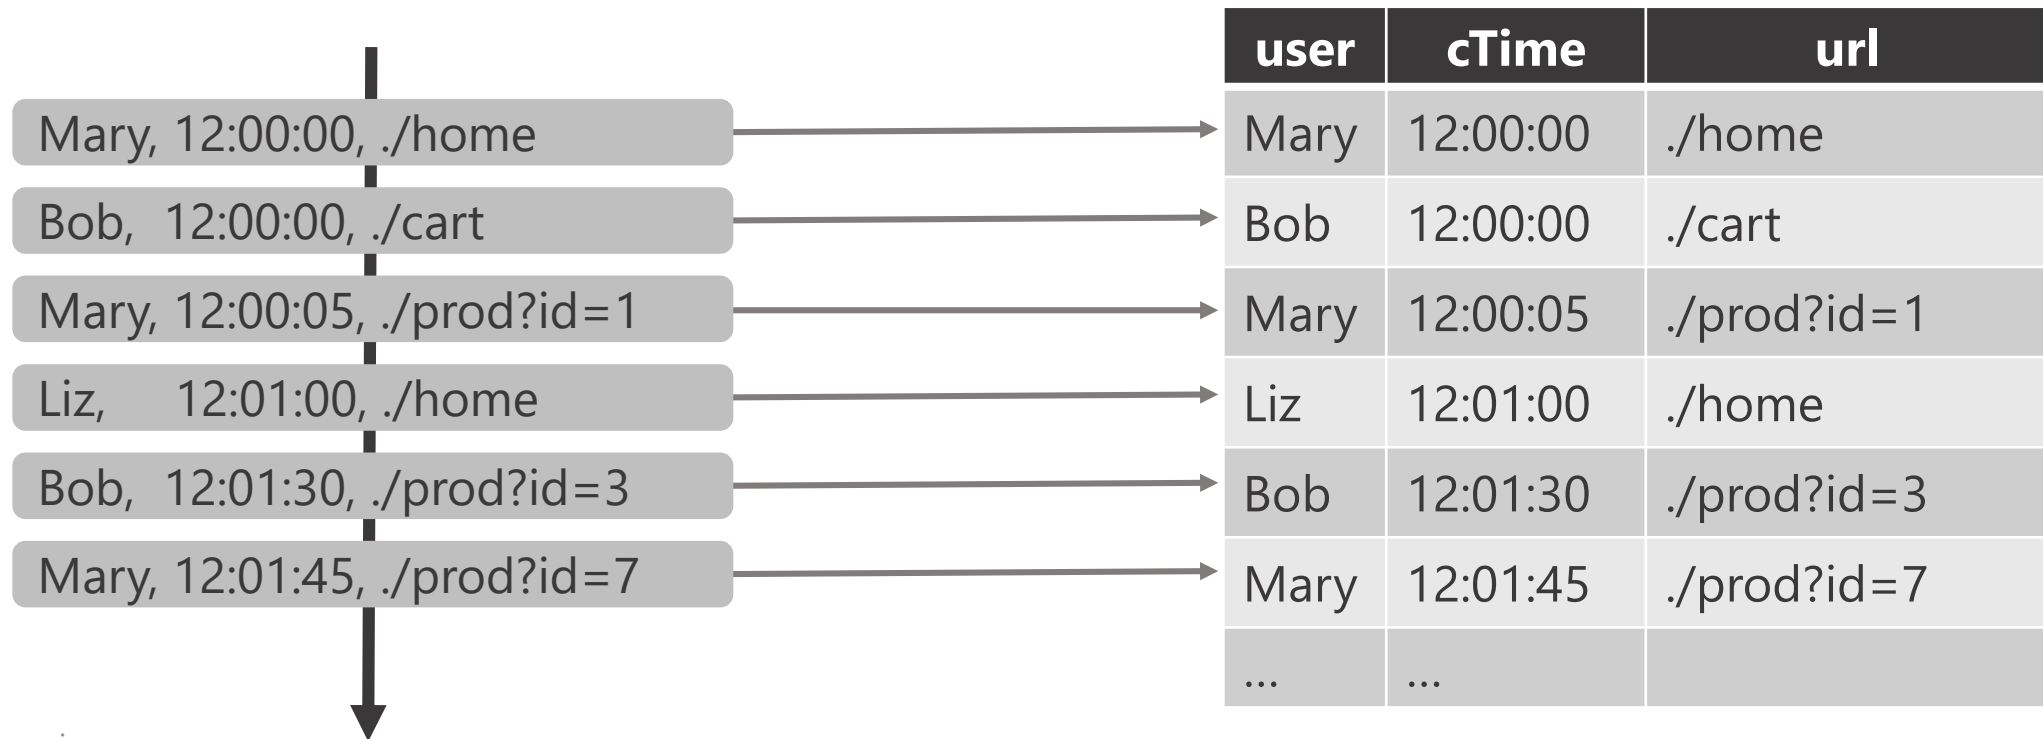 Mary, 12:00:00, ./home
Bob, 12:00:00, ./cart
Mary, 12:00:05, ./prod?id=1
Liz, 12:01:00, ./home
Bob, 12:01:30, ./prod?id=3
Mary, 12:01:45, ./prod?id=7
user cTime url
Mary 12:00:00 ./home
Bob 12:00:00 ./cart
Mary 12:00:05 ./prod?id=1
Liz 12:01:00 ./home
Bob 12:01:30 ./prod?id=3
Mary 12:01:45 ./prod?id=7
... ...